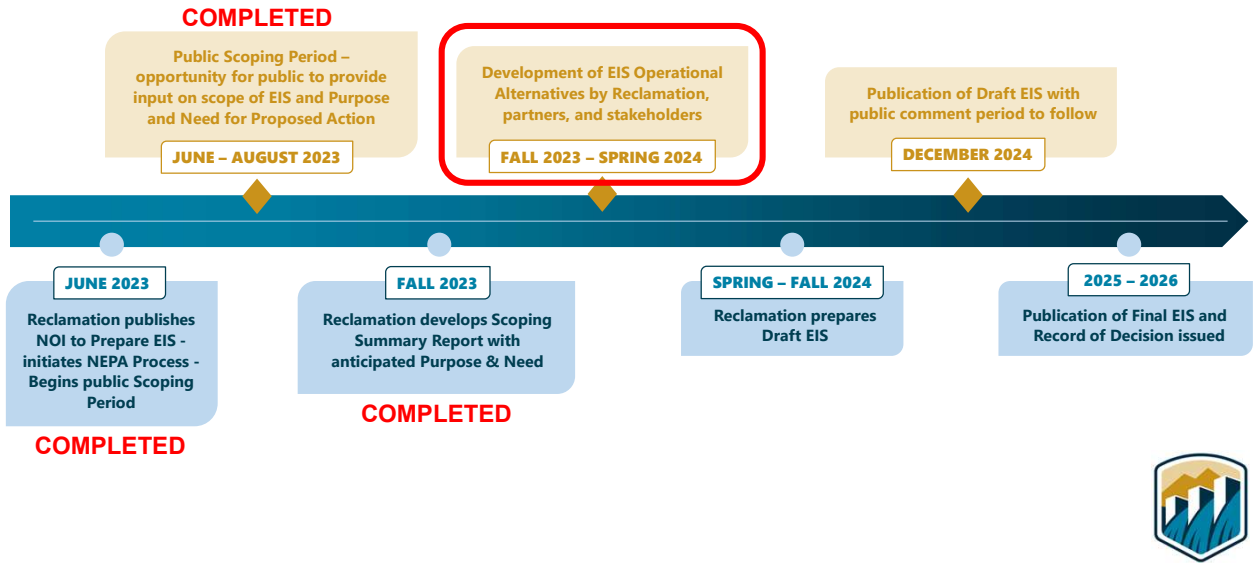 COMPLETED
Public Scoping Period –
opportunity for public to provide
input on scope of EIS and Purpose
and Need for Proposed Action
JUNE – AUGUST 2023
Development of EIS Operational
Alternatives by Reclamation,
partners, and stakeholders
FALL 2023 – SPRING 2024
Publication of Draft EIS with
public comment period to follow
DECEMBER 2024
JUNE 2023
Reclamation publishes
NOI to Prepare EIS -
initiates NEPA Process -
Begins public Scoping
Period
COMPLETED
FALL 2023
Reclamation develops Scoping
Summary Report with
anticipated Purpose & Need
COMPLETED
SPRING – FALL 2024
Reclamation prepares
Draft EIS
2025 – 2026
Publication of Final EIS and
Record of Decision issued